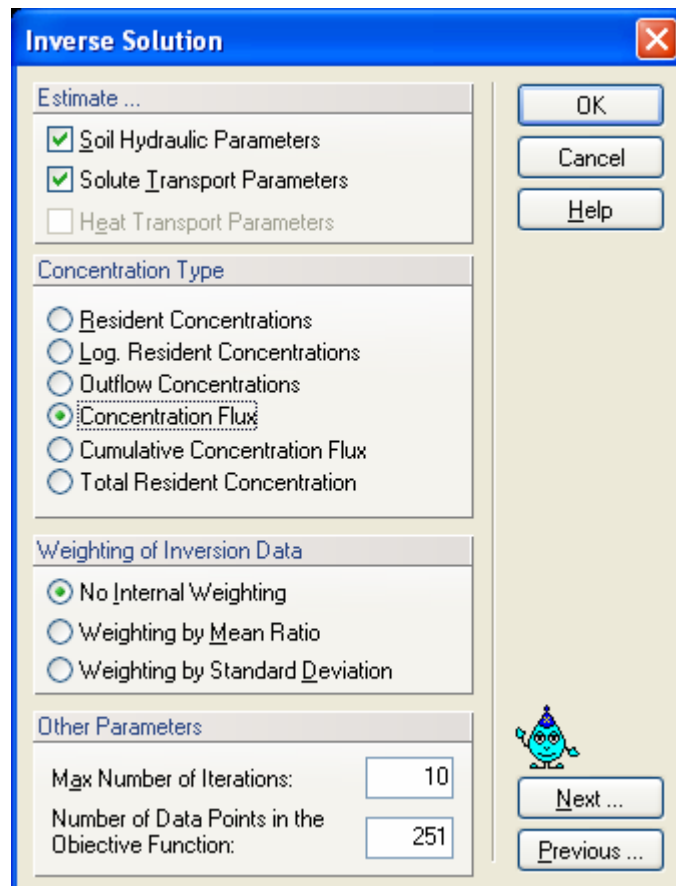 Inverse Solution
Estimate ...
Soil Hydraulic Parameters
Solute Transport Parameters
Heat Transport Parameters
Concentration Type
Resident Concentrations
Log. Resident Concentrations
Outflow Concentrations
Concentration Flux
Cumulative Concentration Flux
Total Resident Concentration
Weighting of Inversion Data
No Internal Weighting
Weighting by Mean Ratio
Weighting by Standard Deviation
Other Parameters
Max Number of Iterations: 10
Number of Data Points in the
Objective Function: 251
OK
Cancel
Help
Next ...
Previous ...